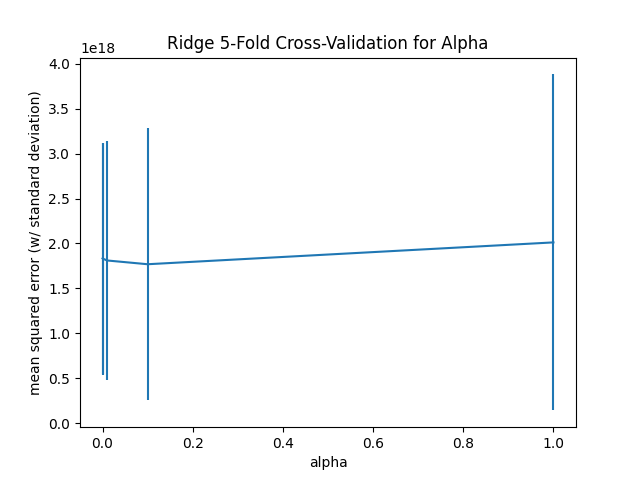 Ridge 5-Fold Cross-Validation for Alpha
1e18
4.0
3.5
3.0
2.5
2.0
1.5
1.0
0.5
0.0
mean squared error (w/ standard deviation)
0.0 0.2 0.4 0.6 0.8 1.0
alpha